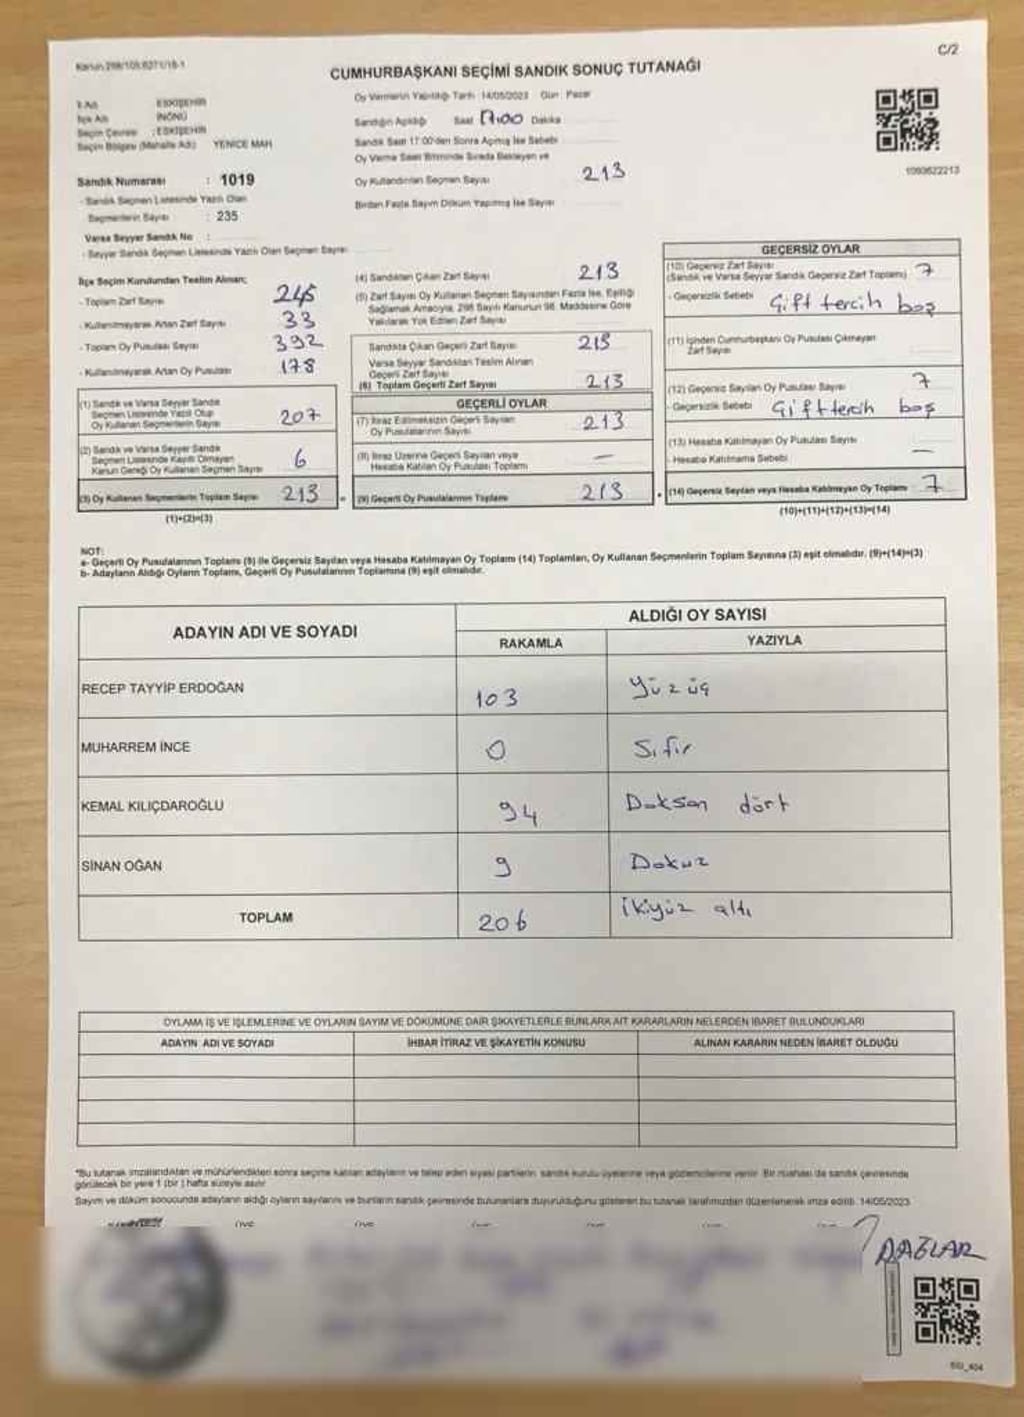 Kanun 298/105;6271/18-1
C/2
CUMHURBAŞKANI SEÇİMİ SANDIK SONUÇ TUTANAĞI
İl Adı ESKİŞEHİR
İlçe Adı İNÖNÜ
Seçim Çevresi : ESKİŞEHİR
Seçim Bölgesi (Mahalle Adı) YENİCE MAH
Sandık Numarası : 1019
- Sandık Seçmen Listesinde Yazılı Olan
Seçmenlerin Sayısı : 235
Varsa Seyyar Sandık No :
- Seyyar Sandık Seçmen Listesinde Yazılı Olan Seçmen Sayısı
Oy Vermenin Yapıldığı Tarih 14/05/2023 Gün Pazar
Sandığın Açıldığı Saat 17:00 Dakika
Sandık Saat 17:00'den Sonra Açılmış İse Sebebi
Oy Verme Saati Bitiminde Sırada Bekleyen ve
Oy Kullandırılan Seçmen Sayısı 213
Birden Fazla Sayım Döküm Yapılmış İse Sayısı
1090622213
İlçe Seçim Kurulundan Teslim Alınan;
- Toplam Zarf Sayısı 245
- Kullanılmayarak Artan Zarf Sayısı 33
- Toplam Oy Pusulası Sayısı 392
- Kullanılmayarak Artan Oy Pusulası 178
(1) Sandık ve Varsa Seyyar Sandık
Seçmen Listesinde Yazılı Olup
Oy Kullanan Seçmenlerin Sayısı 207
(2) Sandık ve Varsa Seyyar Sandık
Seçmen Listesinde Kayıtlı Olmayan
Kanun Gereği Oy Kullanan Seçmen Sayısı 6
(3) Oy Kullanan Seçmenlerin Toplam Sayısı 213
(1)+(2)=(3)
(4) Sandıktan Çıkan Zarf Sayısı 213
(5) Zarf Sayısı Oy Kullanan Seçmen Sayısından Fazla İse, Eşitliği
Sağlamak Amacıyla, 298 Sayılı Kanunun 98. Maddesine Göre
Yakılarak Yok Edilen Zarf Sayısı
Sandıkta Çıkan Geçerli Zarf Sayısı 213
Varsa Seyyar Sandıktan Teslim Alınan
Geçerli Zarf Sayısı
(6) Toplam Geçerli Zarf Sayısı 213
GEÇERLİ OYLAR
(7) İtiraz Edilmeksizin Geçerli Sayılan
Oy Pusulalarının Sayısı 213
(8) İtiraz Üzerine Geçerli Sayılan veya
Hesaba Katılan Oy Pusulası Toplamı —
(9) Geçerli Oy Pusulalarının Toplamı 213
GEÇERSİZ OYLAR
(10) Geçersiz Zarf Sayısı
(Sandık ve Varsa Seyyar Sandık Geçersiz Zarf Toplamı) 7
- Geçersizlik Sebebi Çift tercih boş
(11) İçinden Cumhurbaşkanı Oy Pusulası Çıkmayan
Zarf Sayısı
(12) Geçersiz Sayılan Oy Pusulası Sayısı 7
- Geçersizlik Sebebi Çift tercih boş
(13) Hesaba Katılmayan Oy Pusulası Sayısı —
- Hesaba Katılmama Sebebi
(14) Geçersiz Sayılan veya Hesaba Katılmayan Oy Toplamı 7
(10)+(11)+(12)+(13)=(14)
NOT:
a- Geçerli Oy Pusulalarının Toplamı (9) ile Geçersiz Sayılan veya Hesaba Katılmayan Oy Toplamı (14) Toplamları, Oy Kullanan Seçmenlerin Toplam Sayısına (3) eşit olmalıdır. (9)+(14)=(3)
b- Adayların Aldığı Oyların Toplamı, Geçerli Oy Pusulalarının Toplamına (9) eşit olmalıdır.
ADAYIN ADI VE SOYADI ALDIĞI OY SAYISI
RAKAMLA YAZIYLA
RECEP TAYYİP ERDOĞAN 103 Yüzüç
MUHARREM İNCE 0 Sıfır
KEMAL KILIÇDAROĞLU 94 Doksan dört
SİNAN OĞAN 9 Dokuz
TOPLAM 206 ikiyüz altı
OYLAMA İŞ VE İŞLEMLERİNE VE OYLARIN SAYIM VE DÖKÜMÜNE DAİR ŞİKAYETLERLE BUNLARA AİT KARARLARIN NELERDEN İBARET BULUNDUKLARI
ADAYIN ADI VE SOYADI İHBAR İTİRAZ VE ŞİKAYETİN KONUSU ALINAN KARARIN NEDEN İBARET OLDUĞU
*Bu tutanak imzalandıktan ve mühürlendikten sonra seçime katılan adayların ve talep eden siyasi partilerin sandık kurulu üyelerine veya gözlemcilerine verilir. Bir nüshası da sandık çevresinde
görülecek bir yere 1 (bir) hafta süreyle asılır.
Sayım ve döküm sonucunda adayların aldığı oyların sayılarını ve bunların sandık çevresinde bulunanlara duyurulduğunu gösteren bu tutanak tarafımızdan düzenlenerek imza edildi. 14/05/2023
DAĞLAR